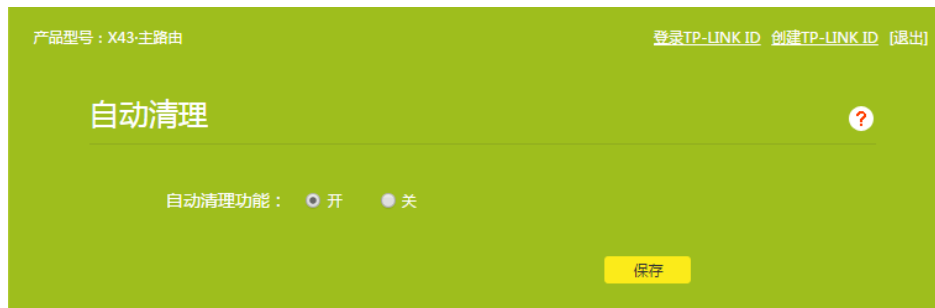 产品型号：X43·主路由 登录TP-LINK ID 创建TP-LINK ID [退出]
自动清理 ?
自动清理功能： 开 关
保存